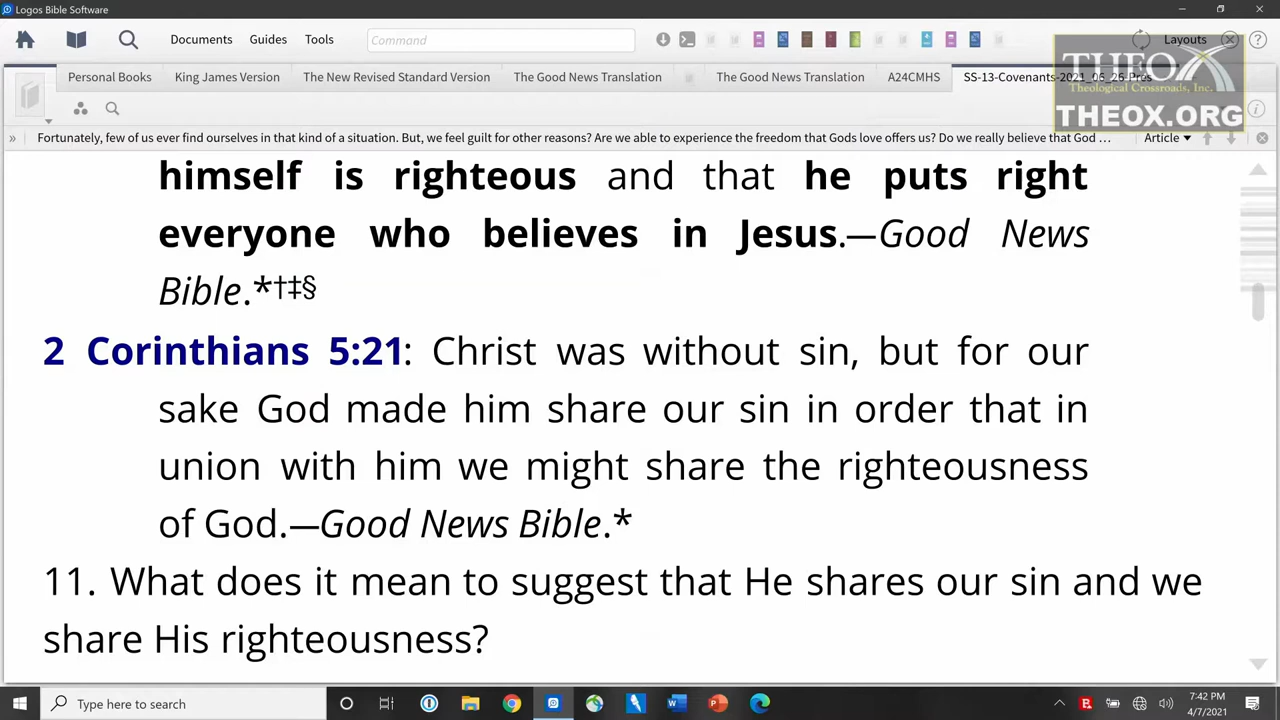 Logos Bible Software
Documents Guides Tools Command Layouts
THEOX
Theological Crossroads, Inc.
THEOX.ORG
Personal Books King James Version The New Revised Standard Version The Good News Translation The Good News Translation A24CMHS SS-13-Covenants-2021_06_26.Pres
» Fortunately, few of us ever find ourselves in that kind of a situation. But, we feel guilt for other reasons? Are we able to experience the freedom that Gods love offers us? Do we really believe that God ... Article
himself is righteous and that he puts right
everyone who believes in Jesus.—Good News
Bible.*†‡§
2 Corinthians 5:21: Christ was without sin, but for our
sake God made him share our sin in order that in
union with him we might share the righteousness
of God.—Good News Bible.*
11. What does it mean to suggest that He shares our sin and we
share His righteousness?
Type here to search
7:42 PM
4/7/2021